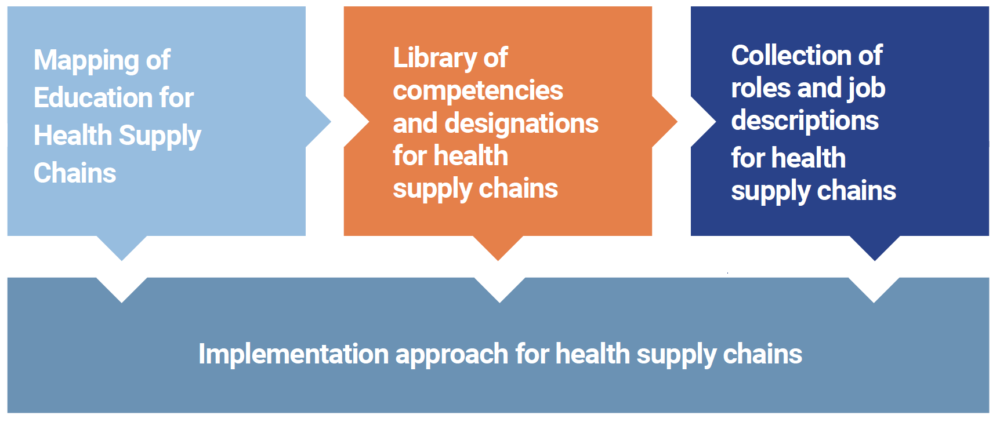 Mapping of
Education for
Health Supply
Chains
Library of
competencies
and designations
for health
supply chains
Collection of
roles and job
descriptions
for health
supply chains
Implementation approach for health supply chains